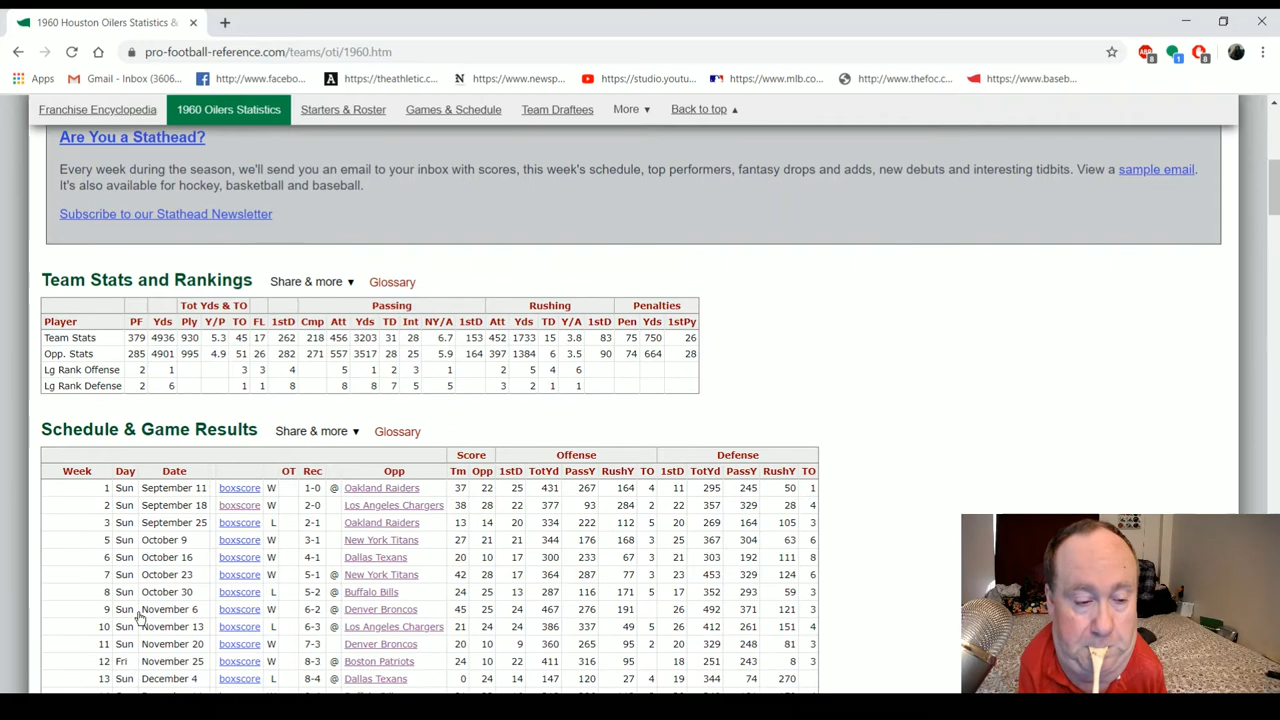 1960 Houston Oilers Statistics &
pro-football-reference.com/teams/oti/1960.htm
8 1 8
Apps Gmail - Inbox (3606... http://www.facebo... https://theathletic.c... https://www.newsp... https://studio.youtu... https://www.mlb.co... http://www.thefoc.c... https://www.baseb...
Franchise Encyclopedia 1960 Oilers Statistics Starters & Roster Games & Schedule Team Draftees More ▼ Back to top ▲
Are You a Stathead?
Every week during the season, we'll send you an email to your inbox with scores, this week's schedule, top performers, fantasy drops and adds, new debuts and interesting tidbits. View a sample email.
It's also available for hockey, basketball and baseball.
Subscribe to our Stathead Newsletter
Team Stats and Rankings Share & more ▼ Glossary
Tot Yds & TO Passing Rushing Penalties
Player PF Yds Ply Y/P TO FL 1stD Cmp Att Yds TD Int NY/A 1stD Att Yds TD Y/A 1stD Pen Yds 1stPy
Team Stats 379 4936 930 5.3 45 17 262 218 456 3203 31 28 6.7 153 452 1733 15 3.8 83 75 750 26
Opp. Stats 285 4901 995 4.9 51 26 282 271 557 3517 28 25 5.9 164 397 1384 6 3.5 90 74 664 28
Lg Rank Offense 2 1 3 3 4 5 1 2 3 1 2 5 4 6
Lg Rank Defense 2 6 1 1 8 8 8 7 5 5 3 2 1 1
Schedule & Game Results Share & more ▼ Glossary
Score Offense Defense
Week Day Date OT Rec Opp Tm Opp 1stD TotYd PassY RushY TO 1stD TotYd PassY RushY TO
1 Sun September 11 boxscore W 1-0 @ Oakland Raiders 37 22 25 431 267 164 4 11 295 245 50 1
2 Sun September 18 boxscore W 2-0 Los Angeles Chargers 38 28 22 377 93 284 2 22 357 329 28 4
3 Sun September 25 boxscore L 2-1 Oakland Raiders 13 14 20 334 222 112 5 20 269 164 105 3
5 Sun October 9 boxscore W 3-1 New York Titans 27 21 21 344 176 168 3 25 367 304 63 6
6 Sun October 16 boxscore W 4-1 Dallas Texans 20 10 17 300 233 67 3 21 303 192 111 8
7 Sun October 23 boxscore W 5-1 @ New York Titans 42 28 17 364 287 77 3 23 453 329 124 6
8 Sun October 30 boxscore L 5-2 @ Buffalo Bills 24 25 13 287 116 171 5 17 352 293 59 3
9 Sun November 6 boxscore W 6-2 @ Denver Broncos 45 25 24 467 276 191 26 492 371 121 3
10 Sun November 13 boxscore L 6-3 @ Los Angeles Chargers 21 24 24 386 337 49 5 26 412 261 151 4
11 Sun November 20 boxscore W 7-3 Denver Broncos 20 10 9 360 265 95 2 20 329 248 81 3
12 Fri November 25 boxscore W 8-3 @ Boston Patriots 24 10 22 411 316 95 18 251 243 8 3
13 Sun December 4 boxscore L 8-4 @ Dallas Texans 0 24 14 147 120 27 4 19 344 74 270